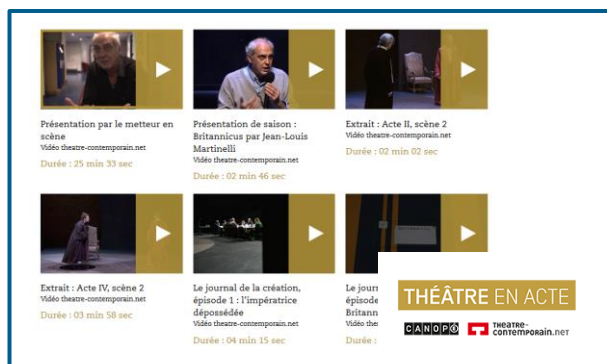 Présentation par le metteur en
scène
Vidéo theatre-contemporain.net
Durée : 25 min 33 sec
Présentation de saison :
Britannicus par Jean-Louis
Martinelli
Vidéo theatre-contemporain.net
Durée : 02 min 46 sec
Extrait : Acte II, scène 2
Vidéo theatre-contemporain.net
Durée : 02 min 02 sec
Extrait : Acte IV, scène 2
Vidéo theatre-contemporain.net
Durée : 03 min 58 sec
Le journal de la création,
épisode 1 : l'impératrice
dépossédée
Vidéo theatre-contemporain.net
Durée : 04 min 15 sec
Le
épisode
Durée :
THÉÂTRE EN ACTE
CANOPÉ
THEATRE-
CONTEMPORAIN.NET